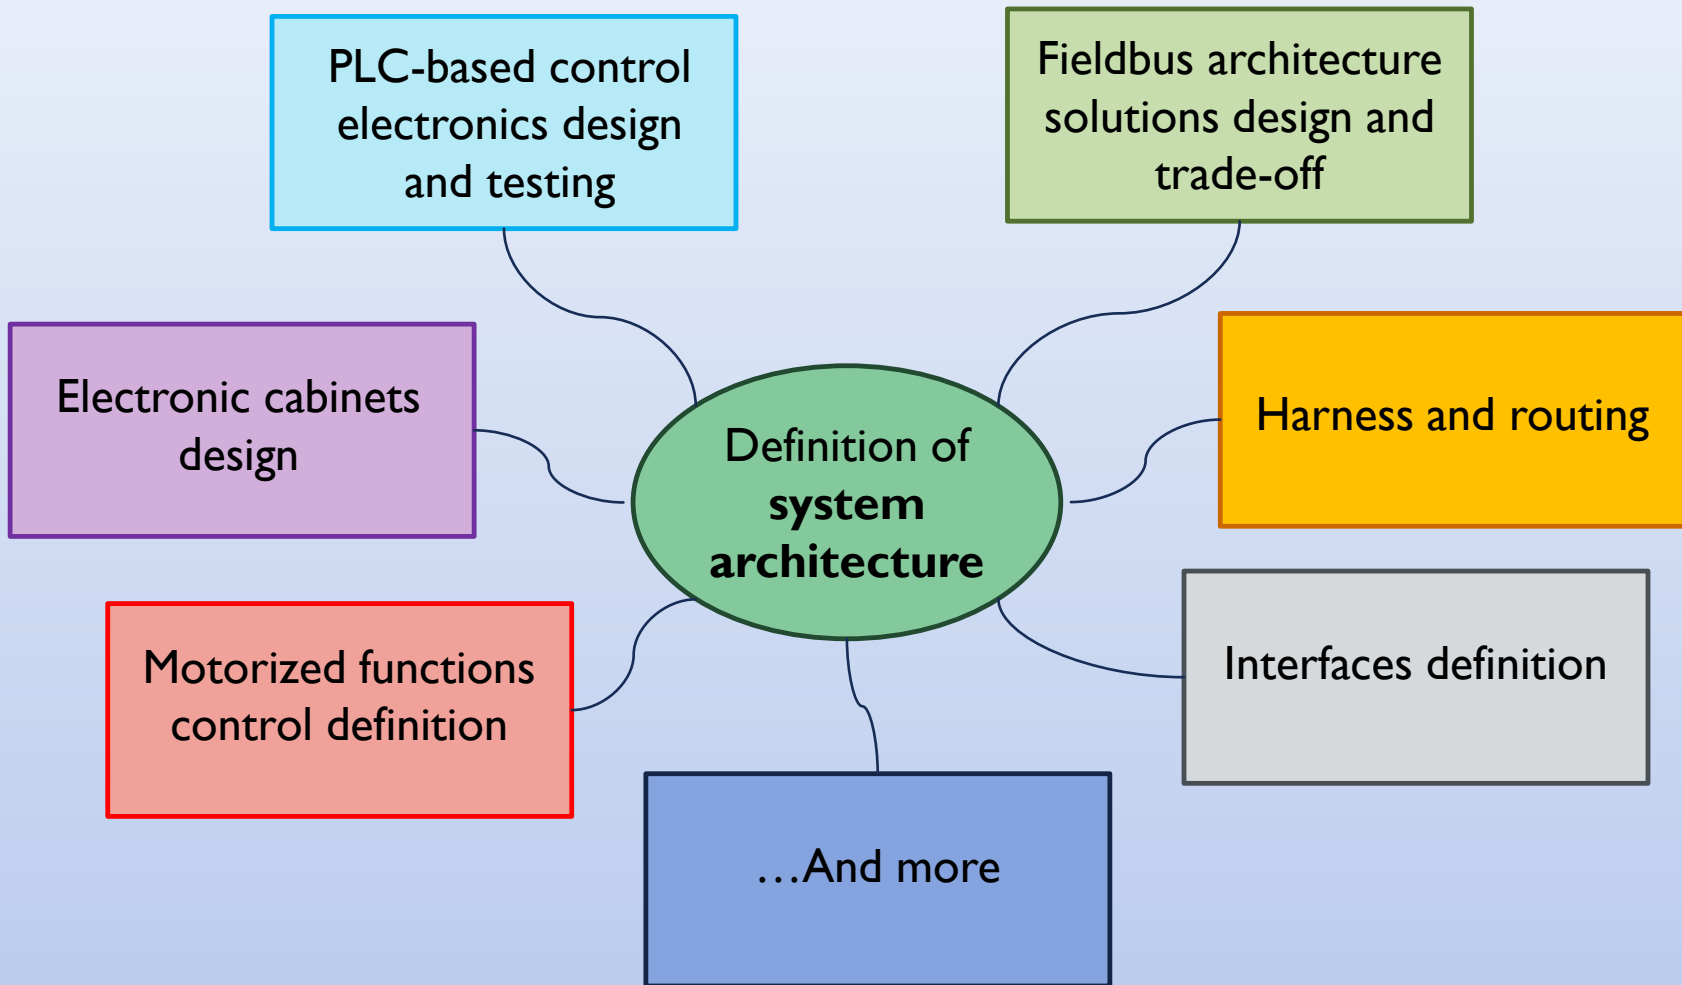 PLC-based control
electronics design
and testing
Fieldbus architecture
solutions design and
trade-off
Electronic cabinets
design
Definition of
system
architecture
Harness and routing
Motorized functions
control definition
Interfaces definition
…And more